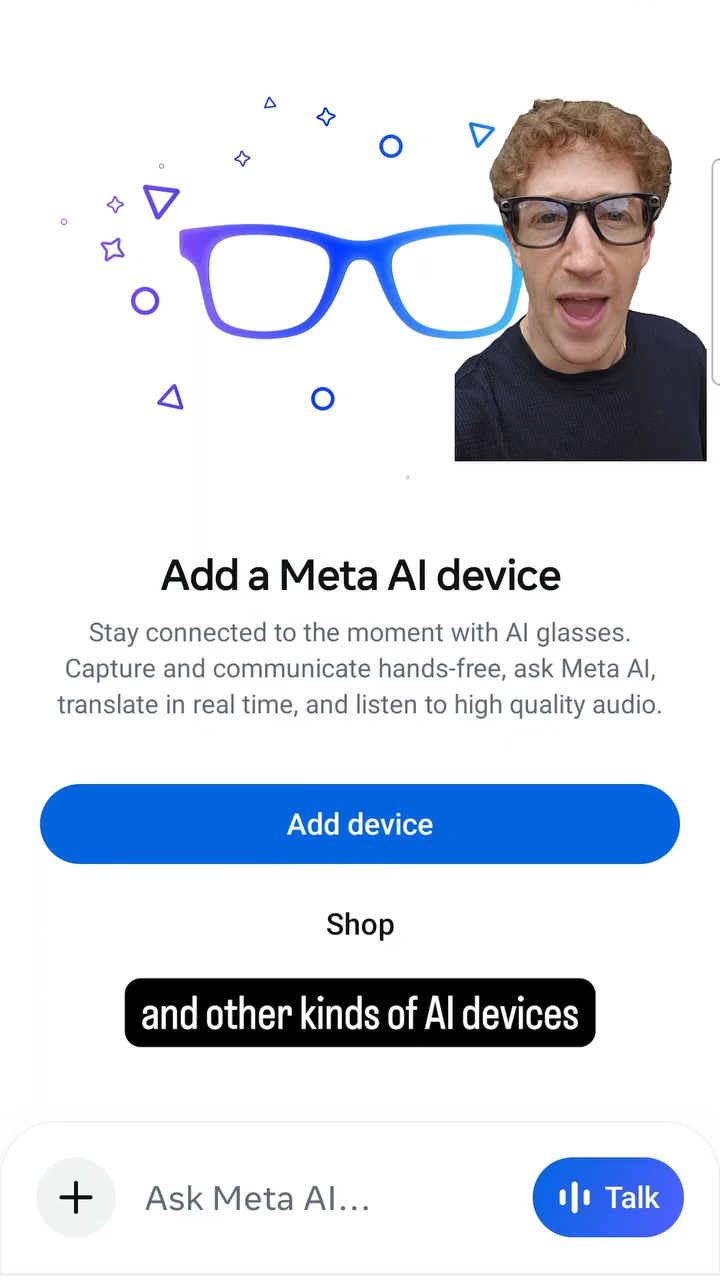 Add a Meta AI device
Stay connected to the moment with AI glasses.
Capture and communicate hands-free, ask Meta AI,
translate in real time, and listen to high quality audio.
Add device
Shop
and other kinds of AI devices
Ask Meta AI...
Talk